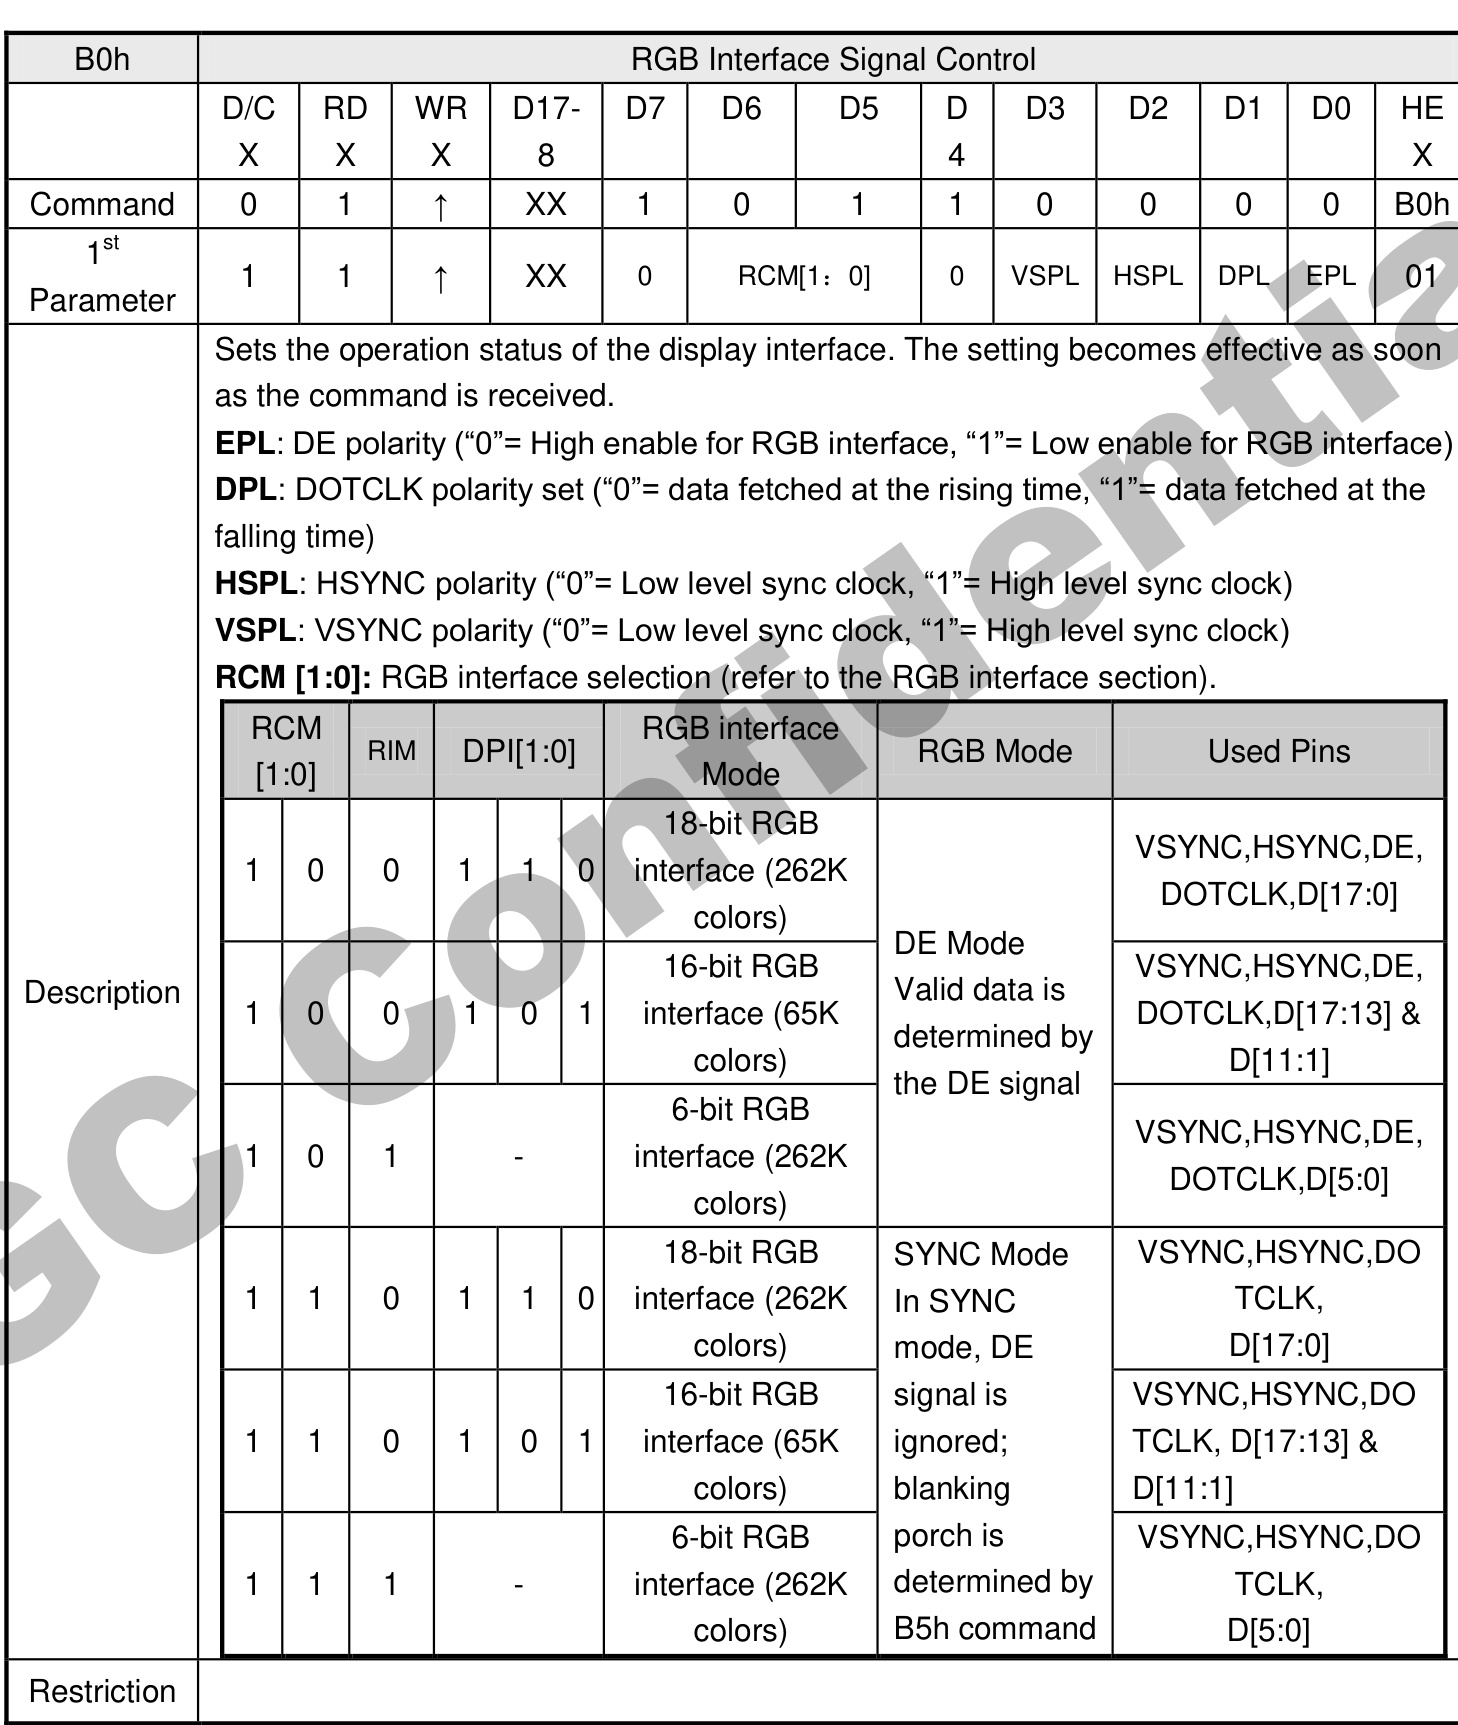 B0h RGB Interface Signal Control
D/C RD WR D17- D7 D6 D5 D D3 D2 D1 D0 HE
X X X 8 4 X
Command 0 1 ↑ XX 1 0 1 1 0 0 0 0 B0h
1st
Parameter 1 1 ↑ XX 0 RCM[1: 0] 0 VSPL HSPL DPL EPL 01
Description
Sets the operation status of the display interface. The setting becomes effective as soon
as the command is received.
EPL: DE polarity (“0”= High enable for RGB interface, “1”= Low enable for RGB interface)
DPL: DOTCLK polarity set (“0”= data fetched at the rising time, “1”= data fetched at the
falling time)
HSPL: HSYNC polarity (“0”= Low level sync clock, “1”= High level sync clock)
VSPL: VSYNC polarity (“0”= Low level sync clock, “1”= High level sync clock)
RCM [1:0]: RGB interface selection (refer to the RGB interface section).
RCM
[1:0]
RIM
DPI[1:0]
RGB interface
Mode
RGB Mode
Used Pins
1 0 0 1 1 0
18-bit RGB
interface (262K
colors)
DE Mode
Valid data is
determined by
the DE signal
VSYNC,HSYNC,DE,
DOTCLK,D[17:0]
1 0 0 1 0 1
16-bit RGB
interface (65K
colors)
VSYNC,HSYNC,DE,
DOTCLK,D[17:13] &
D[11:1]
1 0 1 -
6-bit RGB
interface (262K
colors)
VSYNC,HSYNC,DE,
DOTCLK,D[5:0]
1 1 0 1 1 0
18-bit RGB
interface (262K
colors)
SYNC Mode
In SYNC
mode, DE
signal is
ignored;
blanking
porch is
determined by
B5h command
VSYNC,HSYNC,DO
TCLK,
D[17:0]
1 1 0 1 0 1
16-bit RGB
interface (65K
colors)
VSYNC,HSYNC,DO
TCLK, D[17:13] &
D[11:1]
1 1 1 -
6-bit RGB
interface (262K
colors)
VSYNC,HSYNC,DO
TCLK,
D[5:0]
Restriction
GC Confidentia